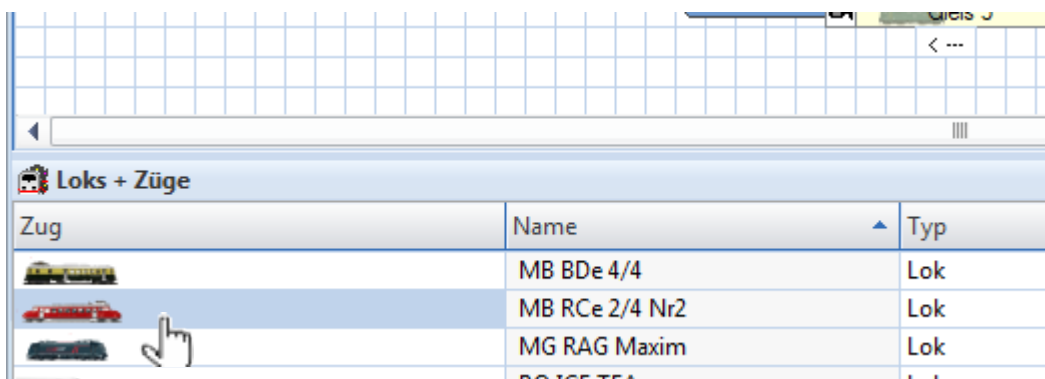 Gleis 3
< ---
Loks + Züge
Zug Name Typ
MB BDe 4/4 Lok
MB RCe 2/4 Nr2 Lok
MG RAG Maxim Lok